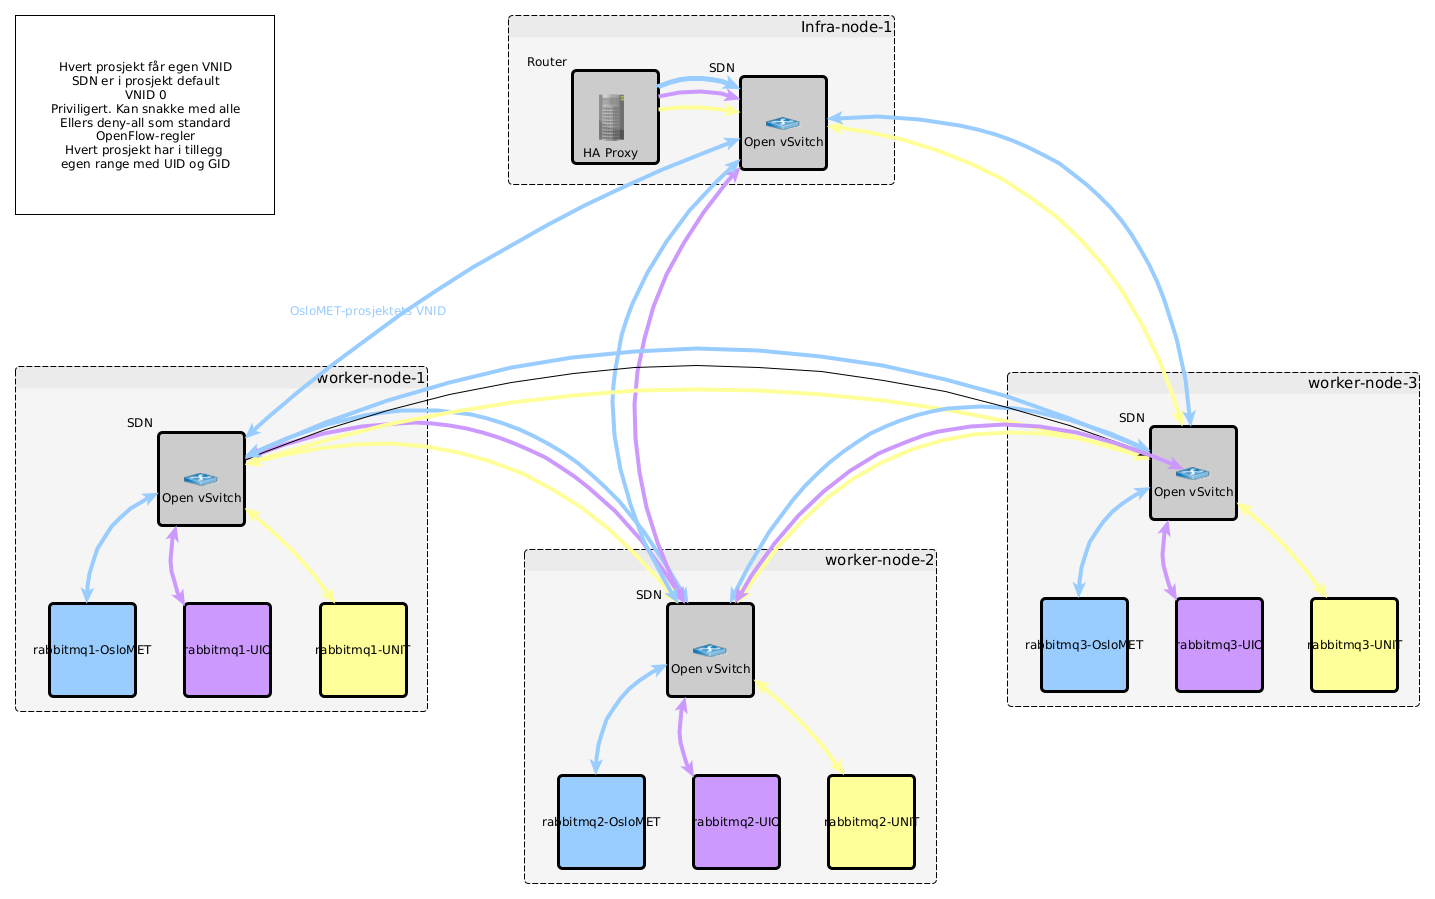 Hvert prosjekt får egen VNID
SDN er i prosjekt default
VNID 0
Priviligert. Kan snakke med alle
Ellers deny-all som standard
OpenFlow-regler
Hvert prosjekt har i tillegg
egen range med UID og GID
Infra-node-1
Router
SDN
HA Proxy
Open vSvitch
OsloMET-prosjektets VNID
worker-node-1
SDN
Open vSvitch
rabbitmq1-OsloMET
rabbitmq1-UIO
rabbitmq1-UNIT
worker-node-2
SDN
Open vSvitch
rabbitmq2-OsloMET
rabbitmq2-UIO
rabbitmq2-UNIT
worker-node-3
SDN
Open vSvitch
rabbitmq3-OsloMET
rabbitmq3-UIO
rabbitmq3-UNIT